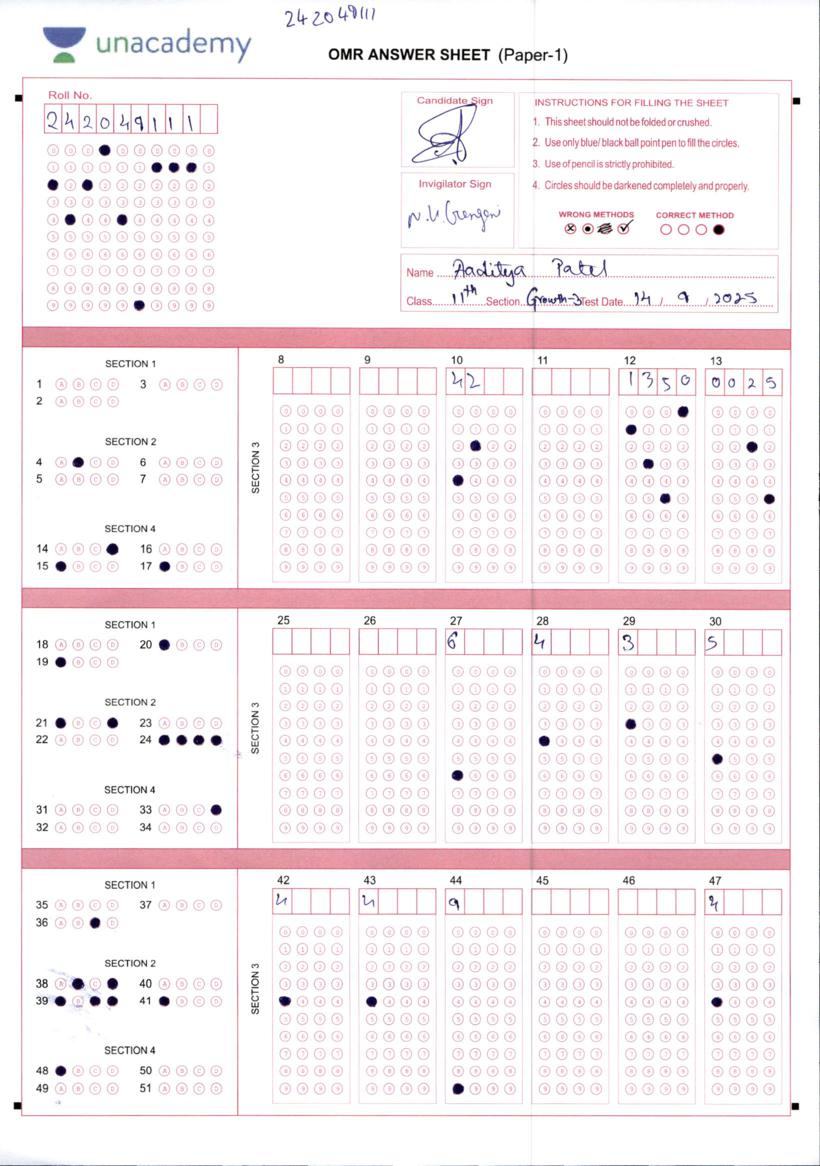 242049111
unacademy
OMR ANSWER SHEET (Paper-1)
Roll No.
2 4 2 0 4 9 1 1 1
Candidate Sign
Invigilator Sign
INSTRUCTIONS FOR FILLING THE SHEET
1. This sheet should not be folded or crushed.
2. Use only blue/ black ball point pen to fill the circles.
3. Use of pencil is strictly prohibited.
4. Circles should be darkened completely and properly.
WRONG METHODS CORRECT METHOD
Name Aaditya Patel
Class 11th Section Growth-3 Test Date 14 / 9 / 2025
SECTION 1
1 A B C D 3 A B C D
2 A B C D
SECTION 2
4 A C D 6 A B C D
5 A B C D 7 A B C D
SECTION 4
14 A B C 16 A B C D
15 B C D 17 B C D
SECTION 3
8 9 10 11 12 13
42 1350 0025
SECTION 1
18 A B C D 20 B C D
19 B C D
SECTION 2
21 B C 23 A B C D
22 A B C D 24
SECTION 4
31 A B C D 33 A B C
32 A B C D 34 A B C D
SECTION 3
25 26 27 28 29 30
6 4 3 5
SECTION 1
35 A B C D 37 A B C D
36 A B D
SECTION 2
38 A C 40 A B C D
39 B 41 B C D
SECTION 4
48 B C D 50 A B C D
49 A B C D 51 A B C D
SECTION 3
42 43 44 45 46 47
4 4 9 4